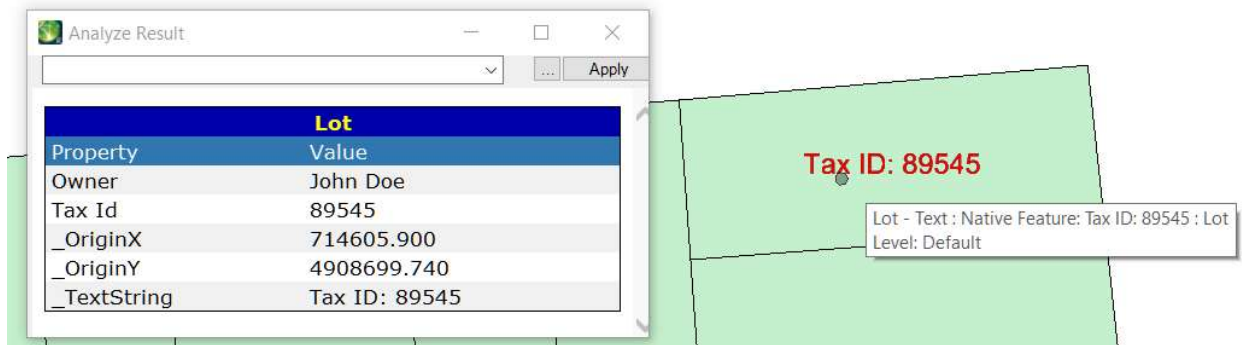 Analyze Result
... Apply
Lot
Property Value
Owner John Doe
Tax Id 89545
_OriginX 714605.900
_OriginY 4908699.740
_TextString Tax ID: 89545
Tax ID: 89545
Lot - Text : Native Feature: Tax ID: 89545 : Lot
Level: Default